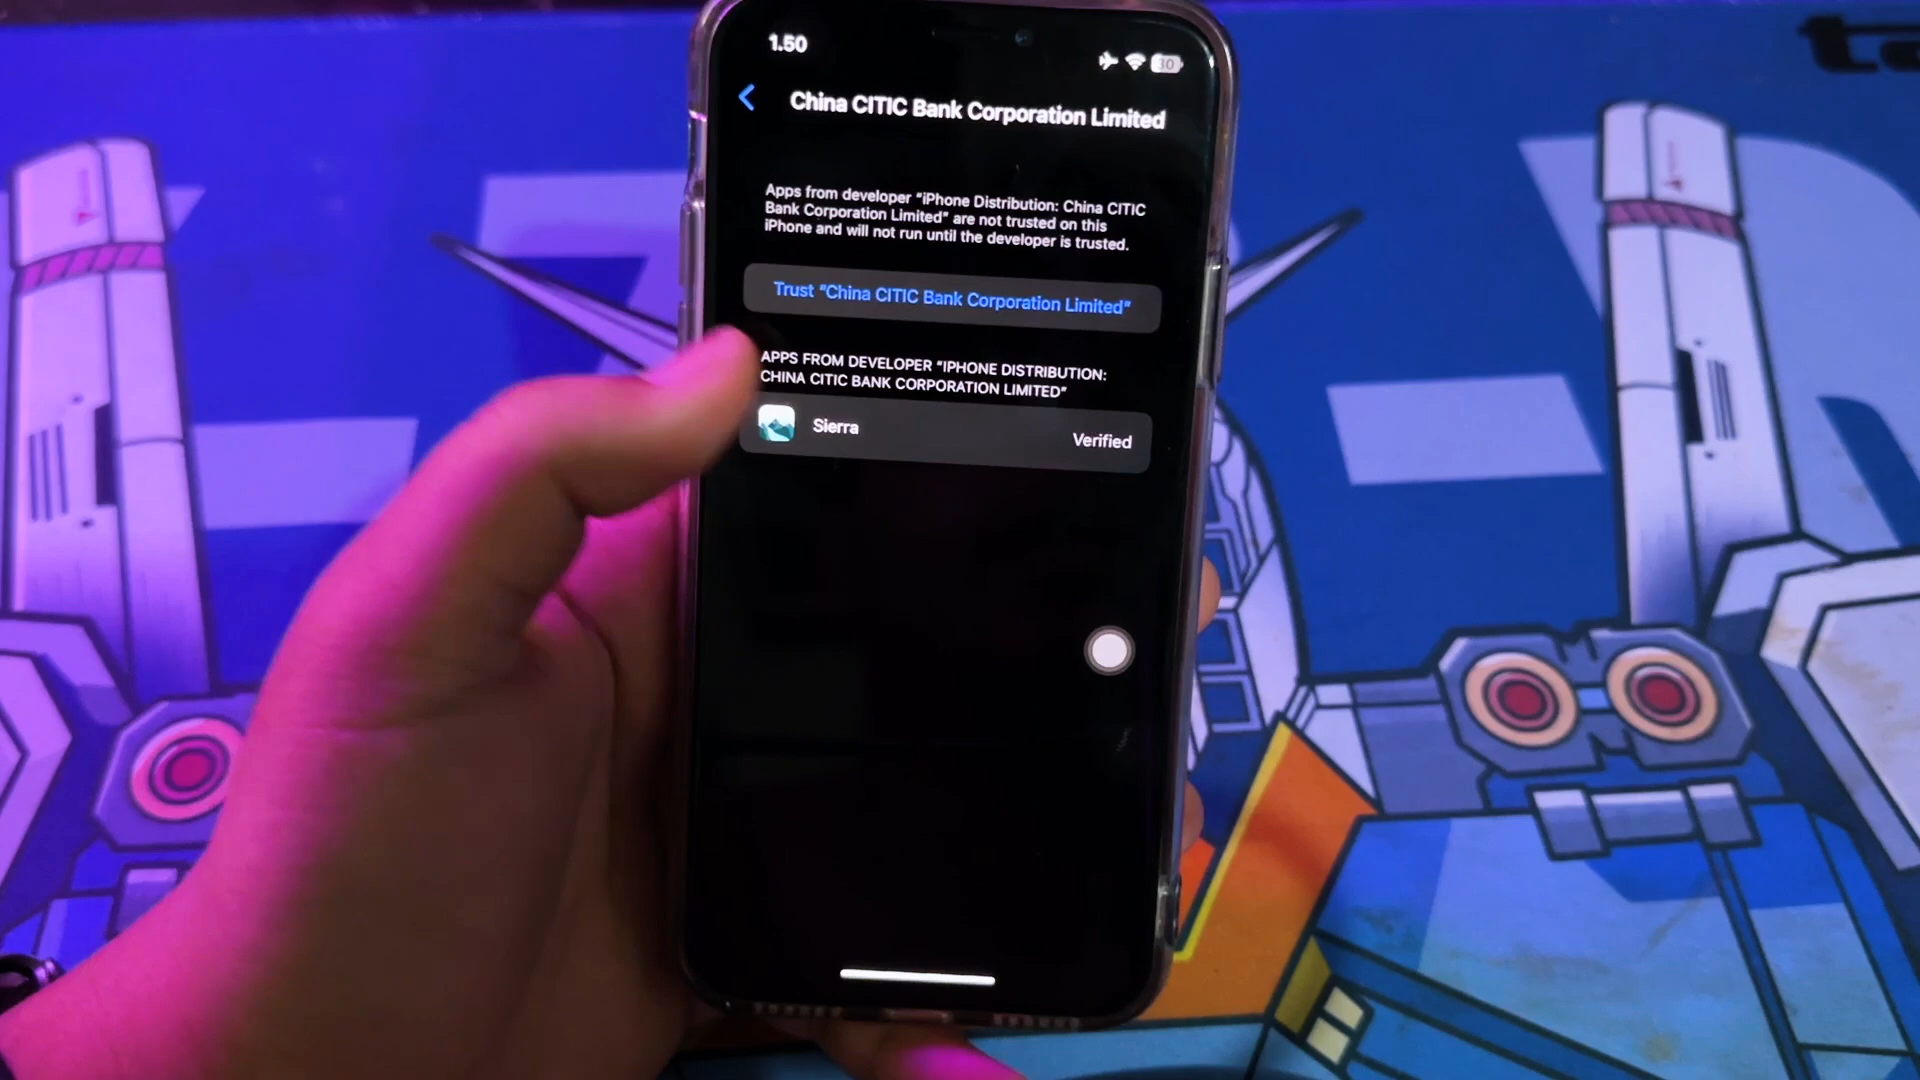 1.50
30
China CITIC Bank Corporation Limited
Apps from developer “iPhone Distribution: China CITIC
Bank Corporation Limited” are not trusted on this
iPhone and will not run until the developer is trusted.
Trust “China CITIC Bank Corporation Limited”
APPS FROM DEVELOPER “IPHONE DISTRIBUTION:
CHINA CITIC BANK CORPORATION LIMITED”
Sierra
Verified